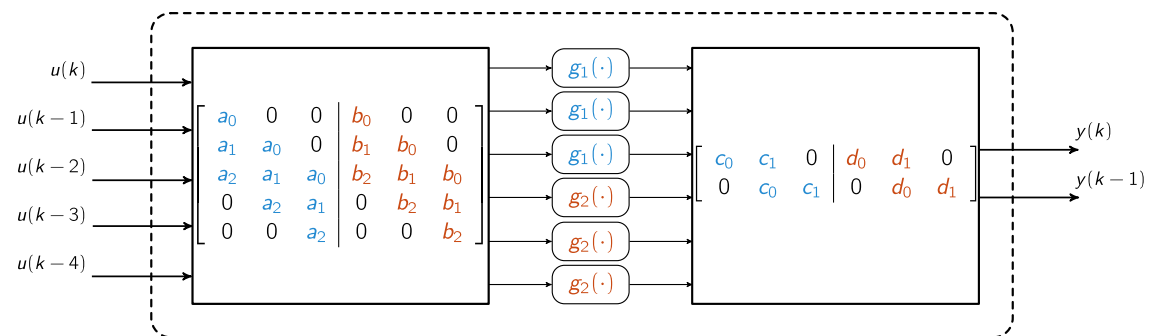 u(k)
u(k − 1)
u(k − 2)
u(k − 3)
u(k − 4)
a₀ 0 0 b₀ 0 0
a₁ a₀ 0 b₁ b₀ 0
a₂ a₁ a₀ b₂ b₁ b₀
0 a₂ a₁ 0 b₂ b₁
0 0 a₂ 0 0 b₂
g₁(·)
g₁(·)
g₁(·)
g₂(·)
g₂(·)
g₂(·)
c₀ c₁ 0 d₀ d₁ 0
0 c₀ c₁ 0 d₀ d₁
y(k)
y(k − 1)